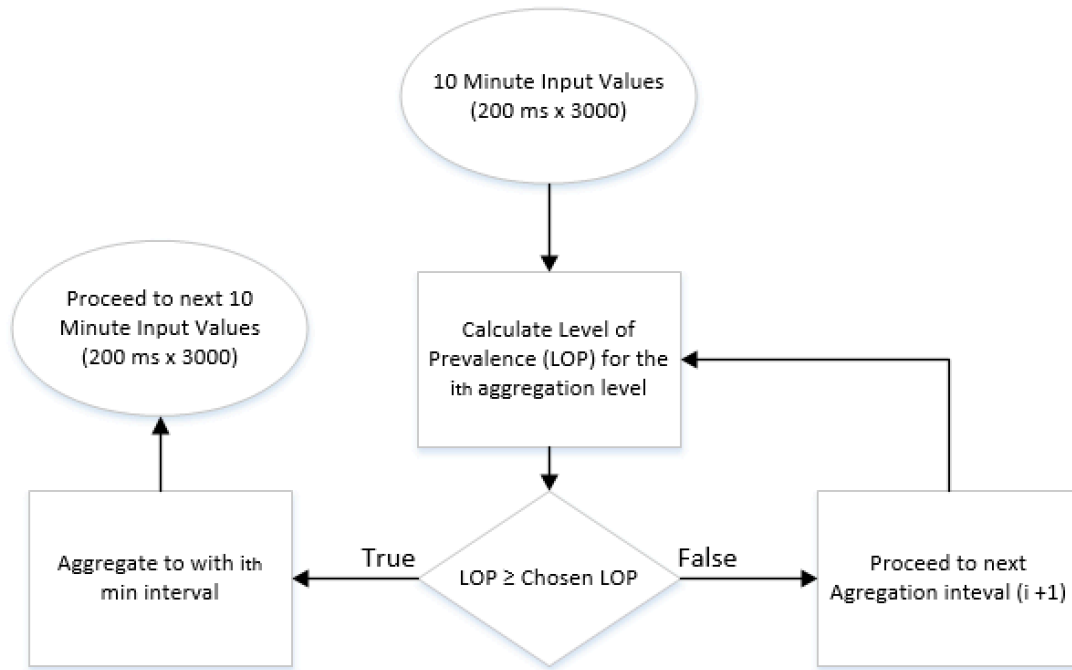 10 Minute Input Values
(200 ms x 3000)
Calculate Level of
Prevalence (LOP) for the
ith aggregation level
LOP ≥ Chosen LOP
True
False
Aggregate to with ith
min interval
Proceed to next 10
Minute Input Values
(200 ms x 3000)
Proceed to next
Agregation inteval (i +1)